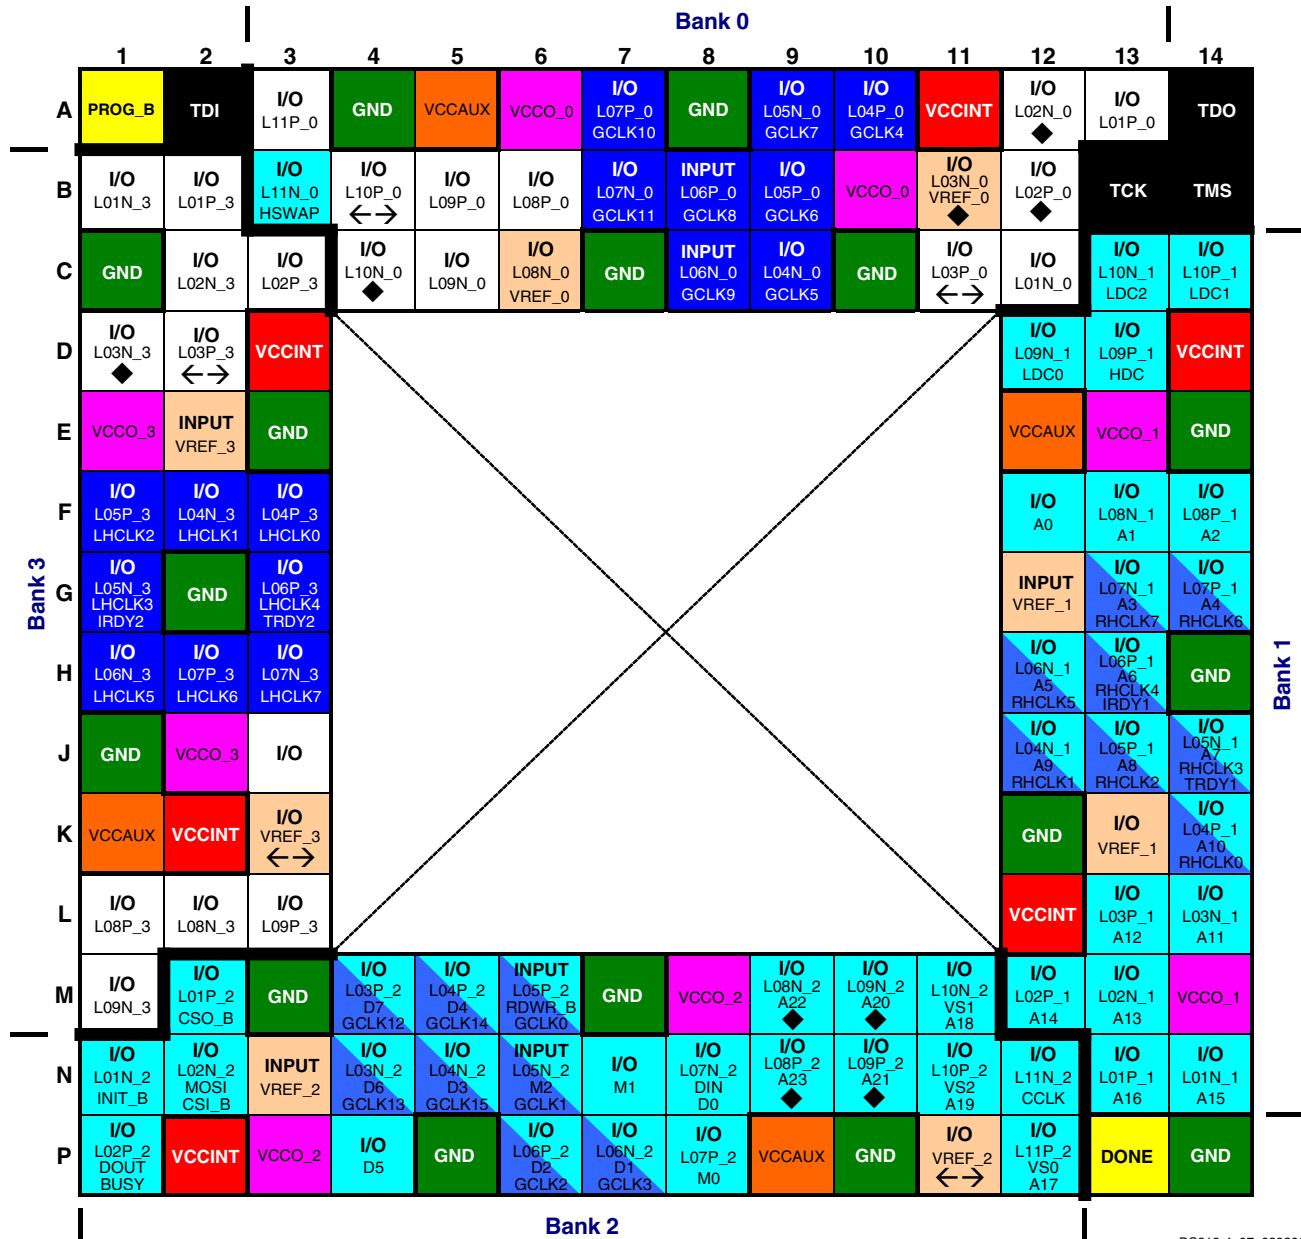 Bank 0
1 2 3 4 5 6 7 8 9 10 11 12 13 14
A
PROG_B
TDI
I/O
L11P_0
GND
VCCAUX
VCCO_0
I/O
L07P_0
GCLK10
GND
I/O
L05N_0
GCLK7
I/O
L04P_0
GCLK4
VCCINT
I/O
L02N_0
◆
I/O
L01P_0
TDO
B
I/O
L01N_3
I/O
L01P_3
I/O
L11N_0
HSWAP
I/O
L10P_0
←→
I/O
L09P_0
I/O
L08P_0
I/O
L07N_0
GCLK11
INPUT
L06P_0
GCLK8
I/O
L05P_0
GCLK6
VCCO_0
I/O
L03N_0
VREF_0
◆
I/O
L02P_0
◆
TCK
TMS
C
GND
I/O
L02N_3
I/O
L02P_3
I/O
L10N_0
◆
I/O
L09N_0
I/O
L08N_0
VREF_0
GND
INPUT
L06N_0
GCLK9
I/O
L04N_0
GCLK5
GND
I/O
L03P_0
←→
I/O
L01N_0
I/O
L10N_1
LDC2
I/O
L10P_1
LDC1
D
I/O
L03N_3
◆
I/O
L03P_3
←→
VCCINT
I/O
L09N_1
LDC0
I/O
L09P_1
HDC
VCCINT
E
VCCO_3
INPUT
VREF_3
GND
VCCAUX
VCCO_1
GND
F
I/O
L05P_3
LHCLK2
I/O
L04N_3
LHCLK1
I/O
L04P_3
LHCLK0
I/O
A0
I/O
L08N_1
A1
I/O
L08P_1
A2
Bank 3
G
I/O
L05N_3
LHCLK3
IRDY2
GND
I/O
L06P_3
LHCLK4
TRDY2
INPUT
VREF_1
I/O
L07N_1
A3
RHCLK7
I/O
L07P_1
A4
RHCLK6
H
I/O
L06N_3
LHCLK5
I/O
L07P_3
LHCLK6
I/O
L07N_3
LHCLK7
I/O
L06N_1
A5
RHCLK5
I/O
L06P_1
A6
RHCLK4
IRDY1
GND
Bank 1
J
GND
VCCO_3
I/O
I/O
L04N_1
A9
RHCLK1
I/O
L05P_1
A8
RHCLK2
I/O
L05N_1
A7
RHCLK3
TRDY1
K
VCCAUX
VCCINT
I/O
VREF_3
←→
GND
I/O
VREF_1
I/O
L04P_1
A10
RHCLK0
L
I/O
L08P_3
I/O
L08N_3
I/O
L09P_3
VCCINT
I/O
L03P_1
A12
I/O
L03N_1
A11
M
I/O
L09N_3
I/O
L01P_2
CSO_B
GND
I/O
L03P_2
D7
GCLK12
I/O
L04P_2
D4
GCLK14
INPUT
L05P_2
RDWR_B
GCLK0
GND
VCCO_2
I/O
L08N_2
A22
◆
I/O
L09N_2
A20
◆
I/O
L10N_2
VS1
A18
I/O
L02P_1
A14
I/O
L02N_1
A13
VCCO_1
N
I/O
L01N_2
INIT_B
I/O
L02N_2
MOSI
CSI_B
INPUT
VREF_2
I/O
L03N_2
D6
GCLK13
I/O
L04N_2
D3
GCLK15
INPUT
L05N_2
M2
GCLK1
I/O
M1
I/O
L07N_2
DIN
D0
I/O
L08P_2
A23
◆
I/O
L09P_2
A21
◆
I/O
L10P_2
VS2
A19
I/O
L11N_2
CCLK
I/O
L01P_1
A16
I/O
L01N_1
A15
P
I/O
L02P_2
DOUT
BUSY
VCCINT
VCCO_2
I/O
D5
GND
I/O
L06P_2
D2
GCLK2
I/O
L06N_2
D1
GCLK3
I/O
L07P_2
M0
VCCAUX
GND
I/O
VREF_2
←→
I/O
L11P_2
VS0
A17
DONE
GND
Bank 2